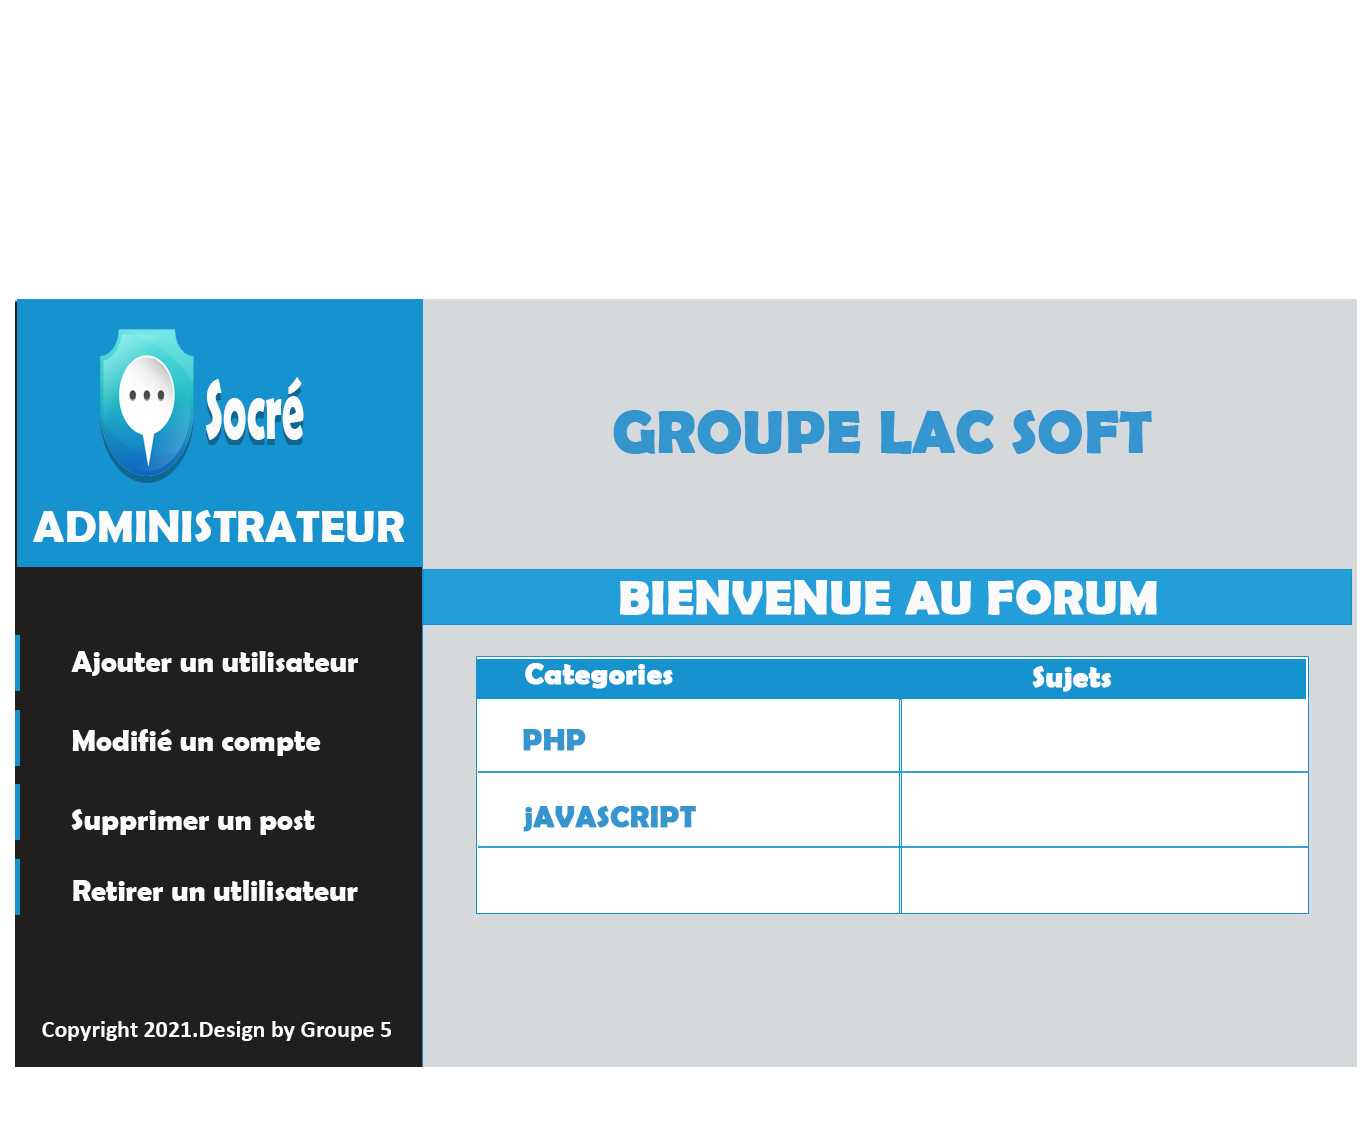 Socré
ADMINISTRATEUR
GROUPE LAC SOFT
BIENVENUE AU FORUM
Ajouter un utilisateur
Modifié un compte
Supprimer un post
Retirer un utlilisateur
Copyright 2021.Design by Groupe 5
Categories Sujets
PHP
jAVASCRIPT